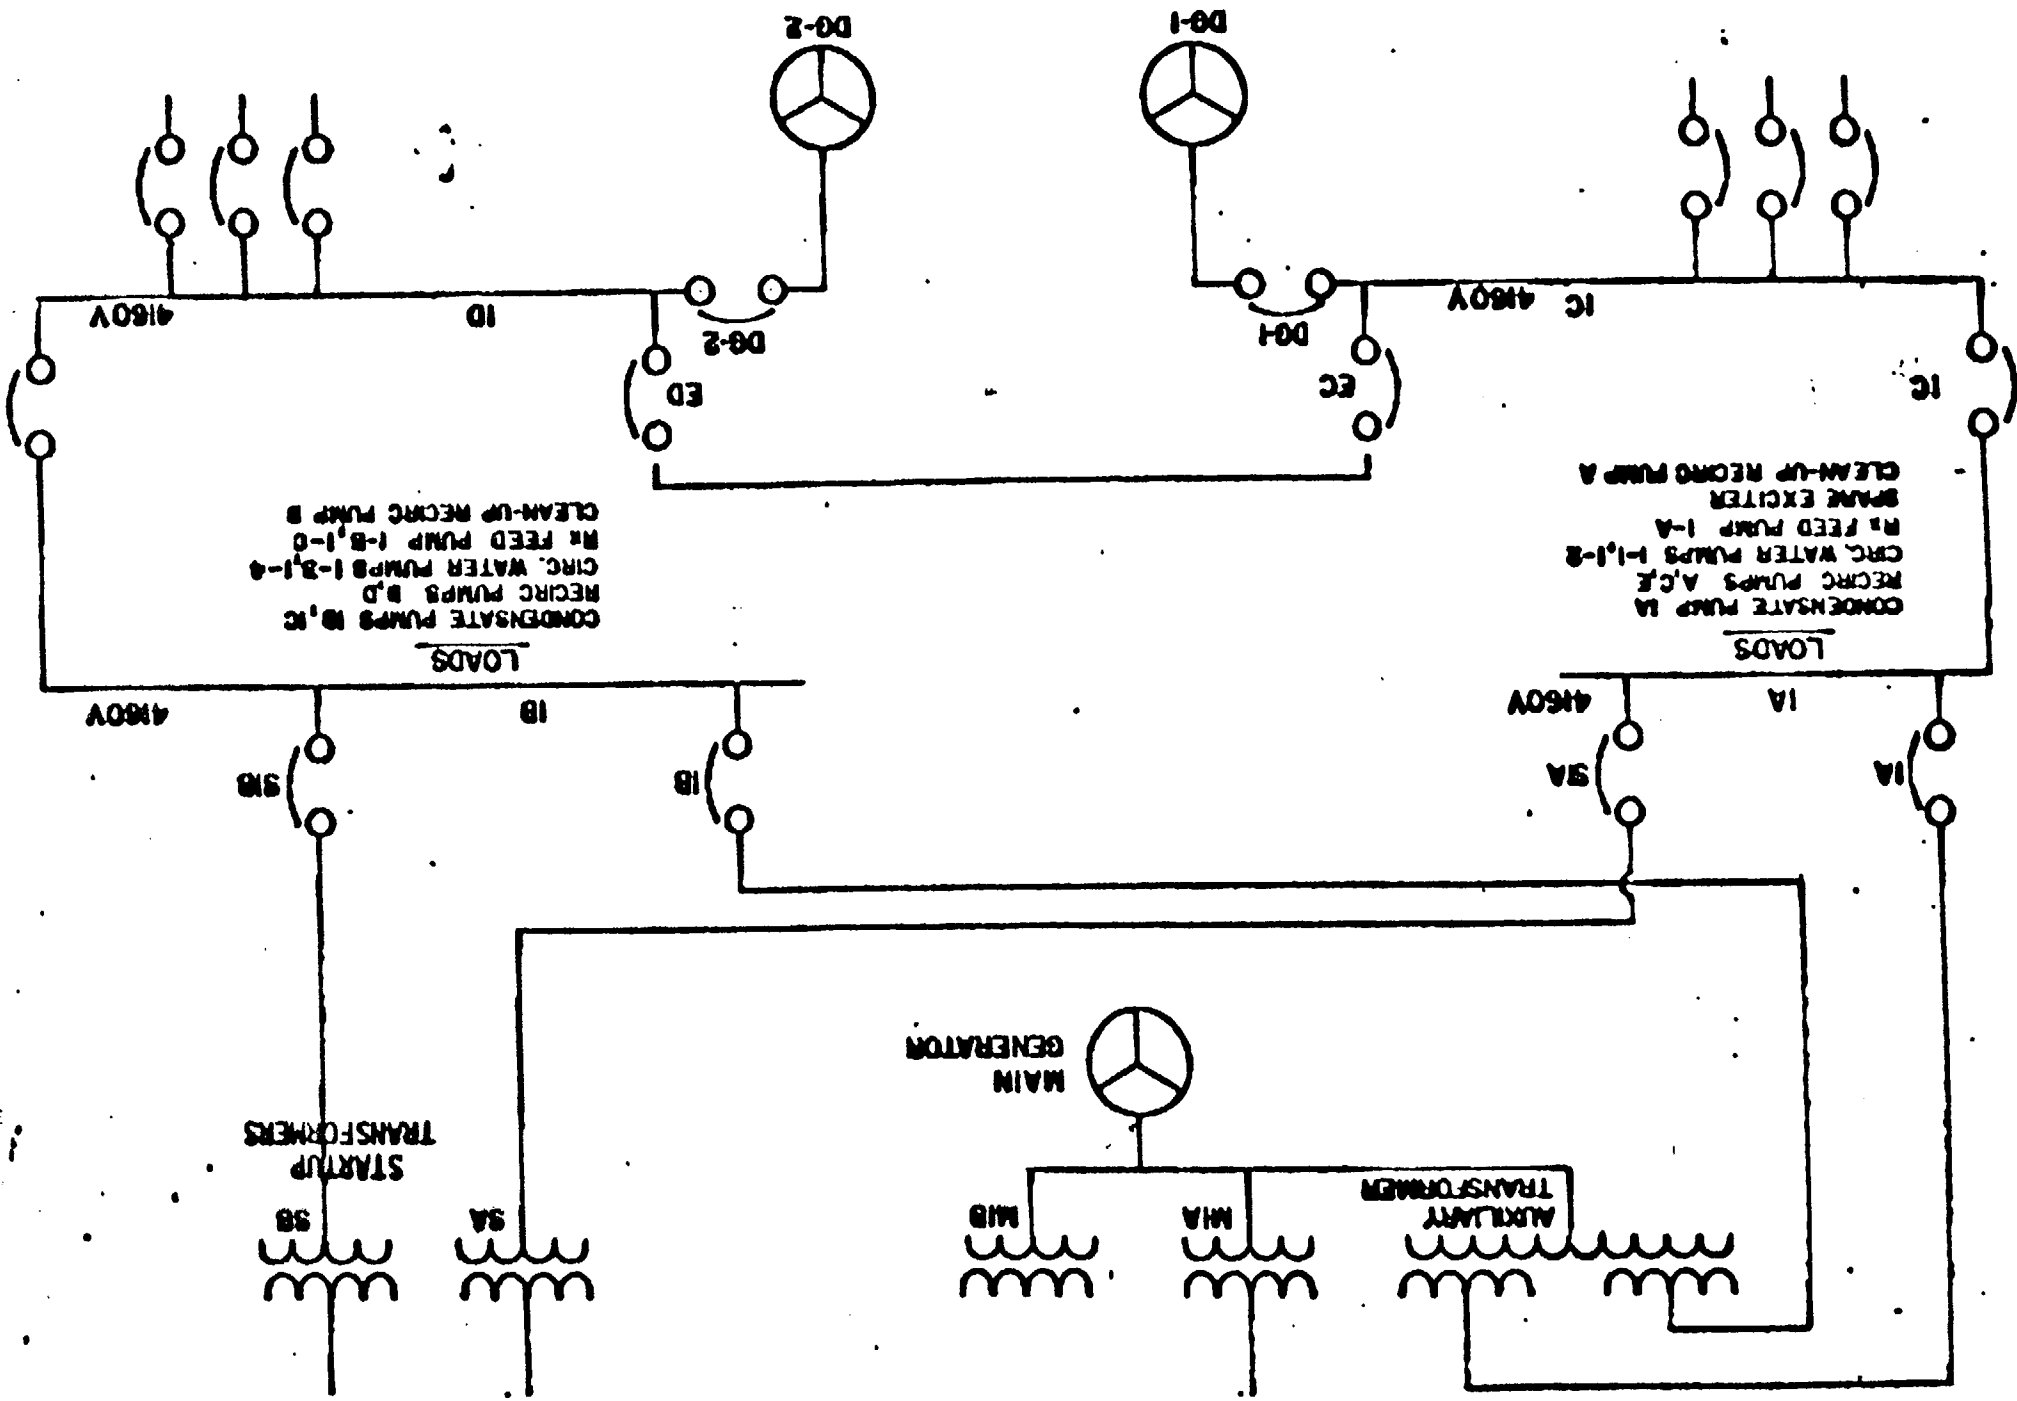 AUXILIARY
TRANSFORMER
M1A
M1B
SA
SB
STARTUP
TRANSFORMERS
MAIN
GENERATOR
1A
S1A
1B
S1B
1A
4160V
1B
4160V
LOADS
CONDENSATE PUMP 1A
RECIRC PUMPS A,C,E
CIRC. WATER PUMPS 1-1,1-2
Rx FEED PUMP 1-A
SPARE EXCITER
CLEAN-UP RECIRC PUMP A
LOADS
CONDENSATE PUMPS 1B,1C
RECIRC PUMPS B,D
CIRC. WATER PUMPS 1-3,1-4
Rx FEED PUMP 1-B,1-C
CLEAN-UP RECIRC PUMP B
1C
EC
ED
DG-1
DG-2
1C
4160V
1D
4160V
DG-1
DG-2